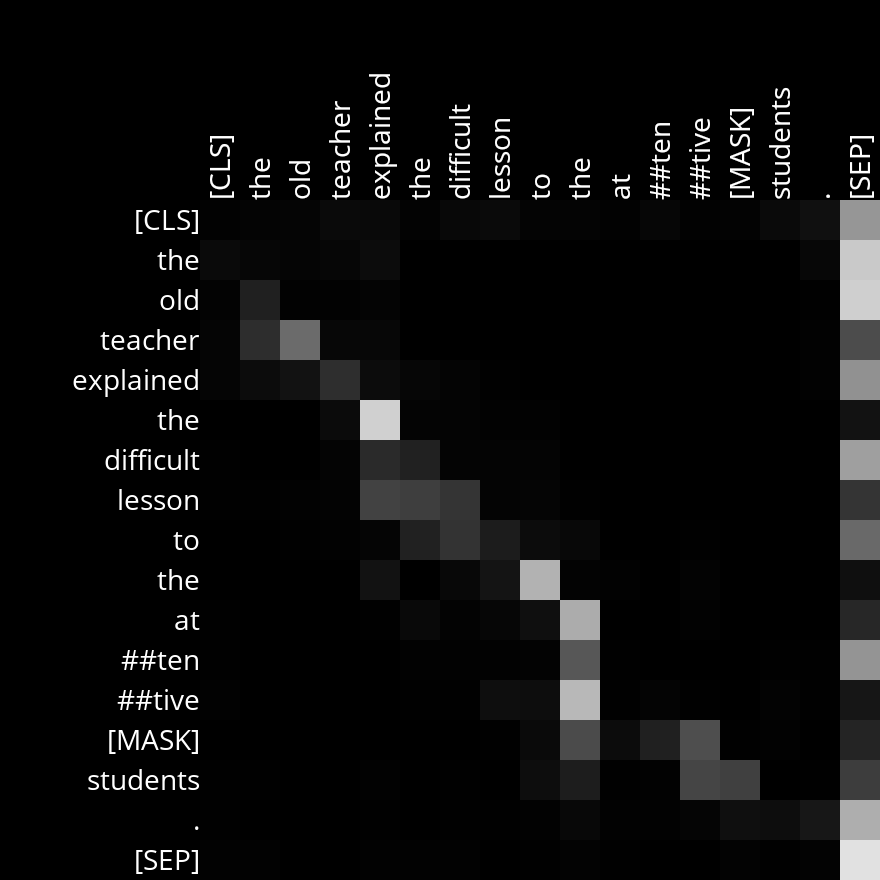 [CLS] the old teacher explained the difficult lesson to the at ##ten ##tive [MASK] students . [SEP]
[CLS]
the
old
teacher
explained
the
difficult
lesson
to
the
at
##ten
##tive
[MASK]
students
.
[SEP]